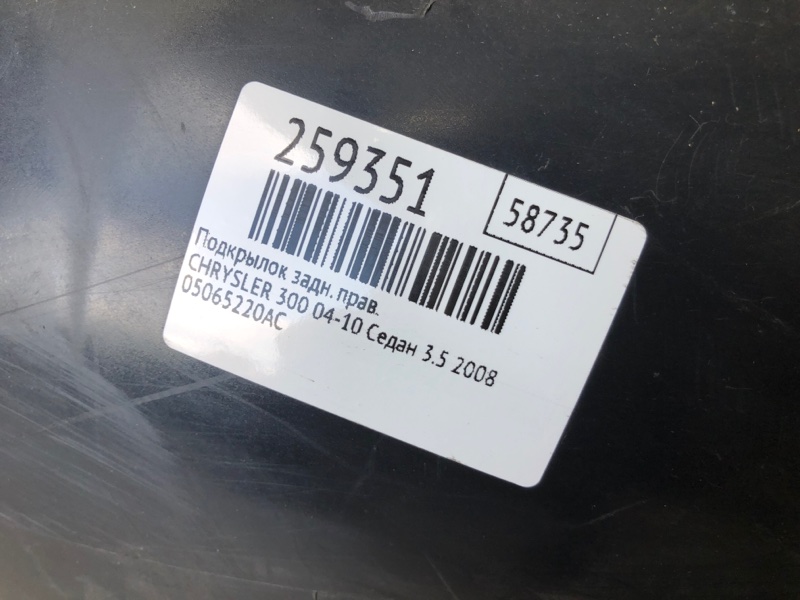 259351
58735
Подкрылок задн. прав.
CHRYSLER 300 04-10 Седан 3.5 2008
05065220AC